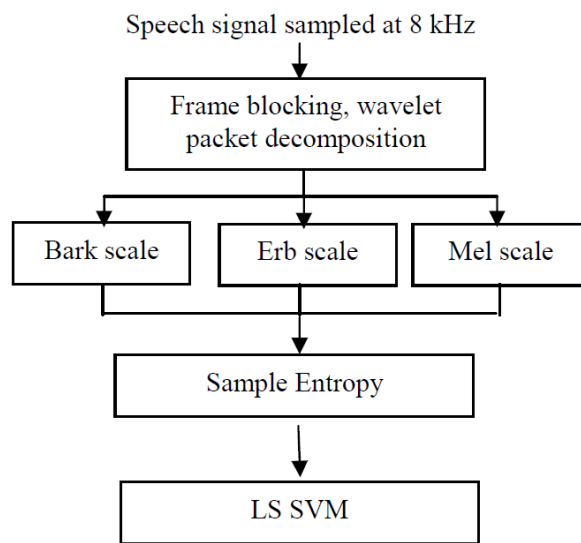 Speech signal sampled at 8 kHz
Frame blocking, wavelet
packet decomposition
Bark scale
Erb scale
Mel scale
Sample Entropy
LS SVM